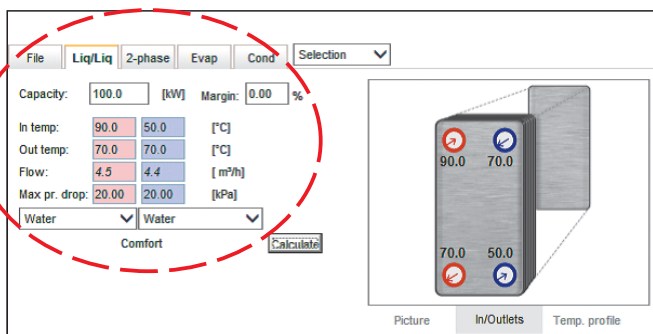 File Liq/Liq 2-phase Evap Cond Selection
Capacity: 100.0 [kW] Margin: 0.00 %
In temp: 90.0 50.0 [°C]
Out temp: 70.0 70.0 [°C]
Flow: 4.5 4.4 [ m³/h]
Max pr. drop: 20.00 20.00 [kPa]
Water Water
Comfort Calculate
90.0 70.0
70.0 50.0
Picture In/Outlets Temp. profile